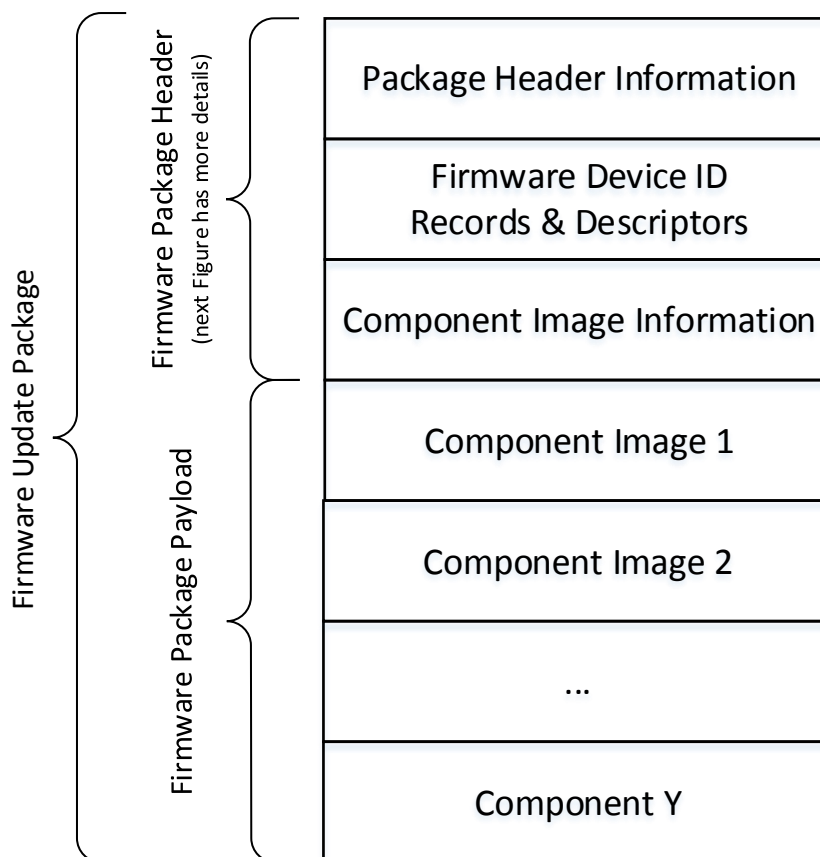 Firmware Update Package
Firmware Package Header
(next Figure has more details)
Firmware Package Payload
Package Header Information
Firmware Device ID
Records & Descriptors
Component Image Information
Component Image 1
Component Image 2
...
Component Y